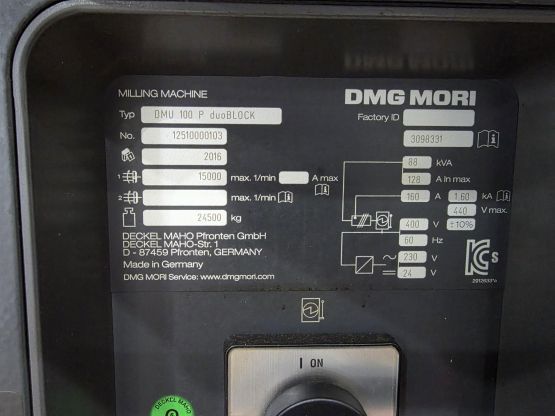 MILLING MACHINE
DMG MORI
Typ DMU 100 P duoBLOCK
Factory ID
No. 12510000103
3098331
2016
88 kVA
1 15000 max. 1/min A max
128 A in max
2 max. 1/min
160 A 1.60 kA
440 V max.
24500 kg
400 V ±10%
60 Hz
DECKEL MAHO Pfronten GmbH
DECKEL MAHO-Str. 1
D - 87459 Pfronten, GERMANY
230 V
Made in Germany
24 V
DMG MORI Service: www.dmgmori.com
I ON
DECKEL MAHO